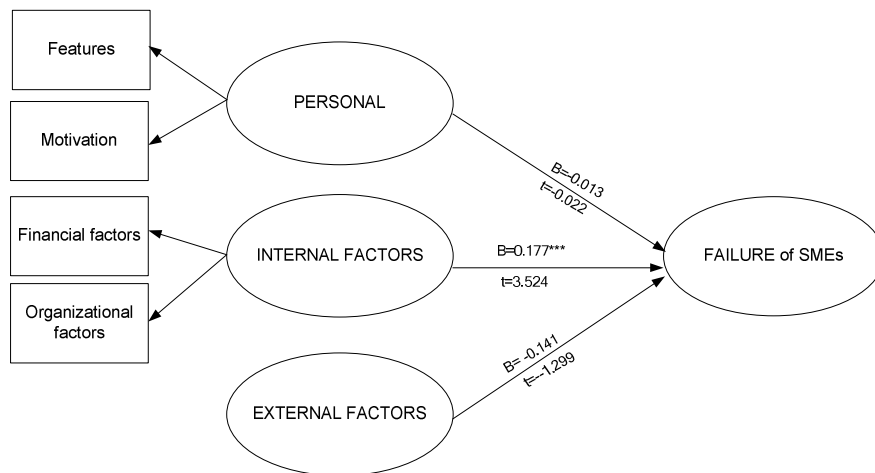 Features
PERSONAL
Motivation
B=-0.013
t=-0.022
Financial factors
INTERNAL FACTORS
B=0.177***
t=3.524
FAILURE of SMEs
Organizational
factors
B= -0.141
t=--1,299
EXTERNAL FACTORS